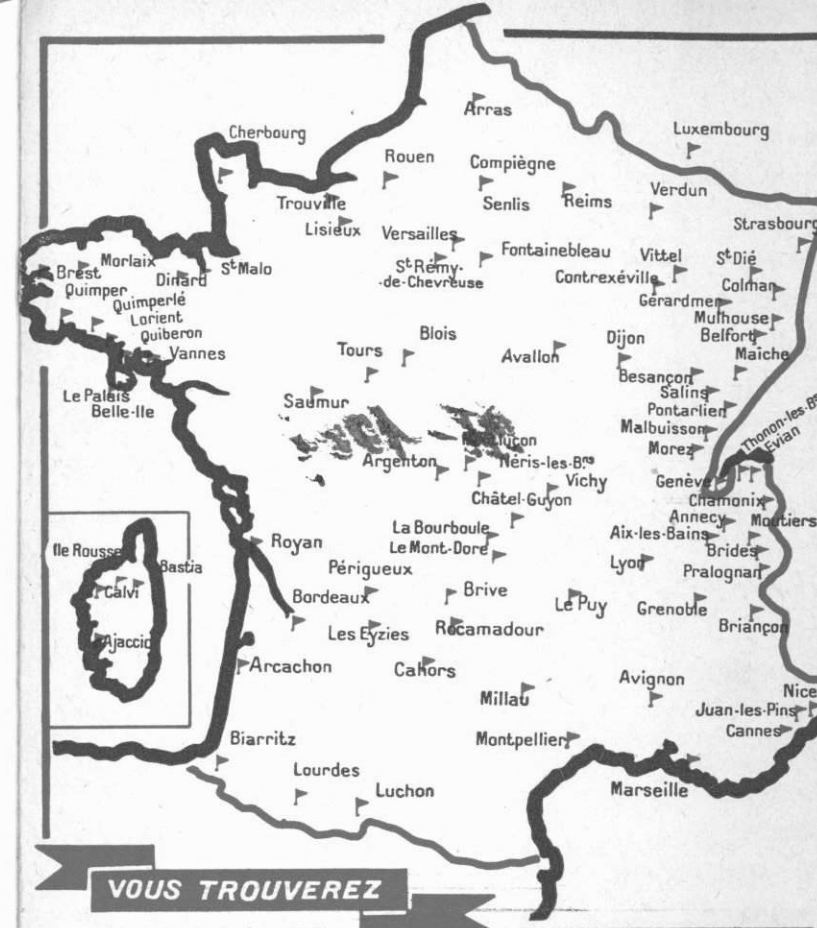 Arras
Cherbourg
Luxembourg
Rouen
Compiègne
Trouville
Senlis
Reims
Verdun
Lisieux
Versailles
Strasbourg
Fontainebleau
Vittel
St Dié
Morlaix
St Malo
St Rémy
-de-Chevreuse
Brest
Dinard
Contrexéville
Colmar
Quimper
Gérardmer
Quimperlé
Lorient
Mulhouse
Quiberon
Blois
Dijon
Belfort
Vannes
Tours
Avallon
Maîche
Besançon
Le Palais
Belle-Ile
Saumur
Salins
Pontarlier
Malbuisson
Morez
Thonon-les-Bns
Evian
Argenton
Néris-les-Bns
Vichy
Genève
Châtel-Guyon
Chamonix
Annecy
Moutiers
La Bourboule
Aix-les-Bains
Royan
Le Mont-Dore
Brides
Ile Rousse
Bastia
Périgueux
Lyon
Pralognan
Calvi
Bordeaux
Brive
Le Puy
Grenoble
Les Eyzies
Rocamadour
Briançon
Ajaccio
Arcachon
Cahors
Avignon
Millau
Nice
Juan-les-Pins
Biarritz
Montpellier
Cannes
Lourdes
Luchon
Marseille
VOUS TROUVEREZ